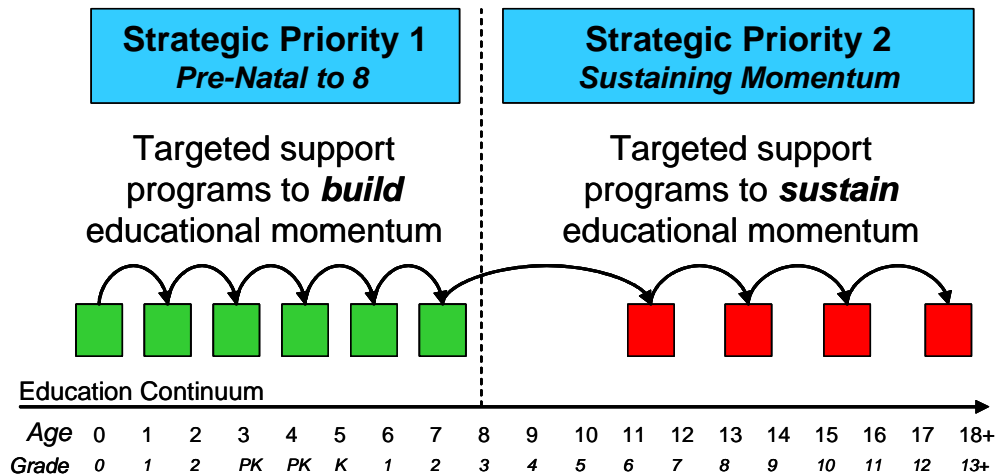 Strategic Priority 1
Pre-Natal to 8
Strategic Priority 2
Sustaining Momentum
Targeted support
programs to build
educational momentum
Targeted support
programs to sustain
educational momentum
Education Continuum
Age 0 1 2 3 4 5 6 7 8 9 10 11 12 13 14 15 16 17 18+
Grade 0 1 2 PK PK K 1 2 3 4 5 6 7 8 9 10 11 12 13+